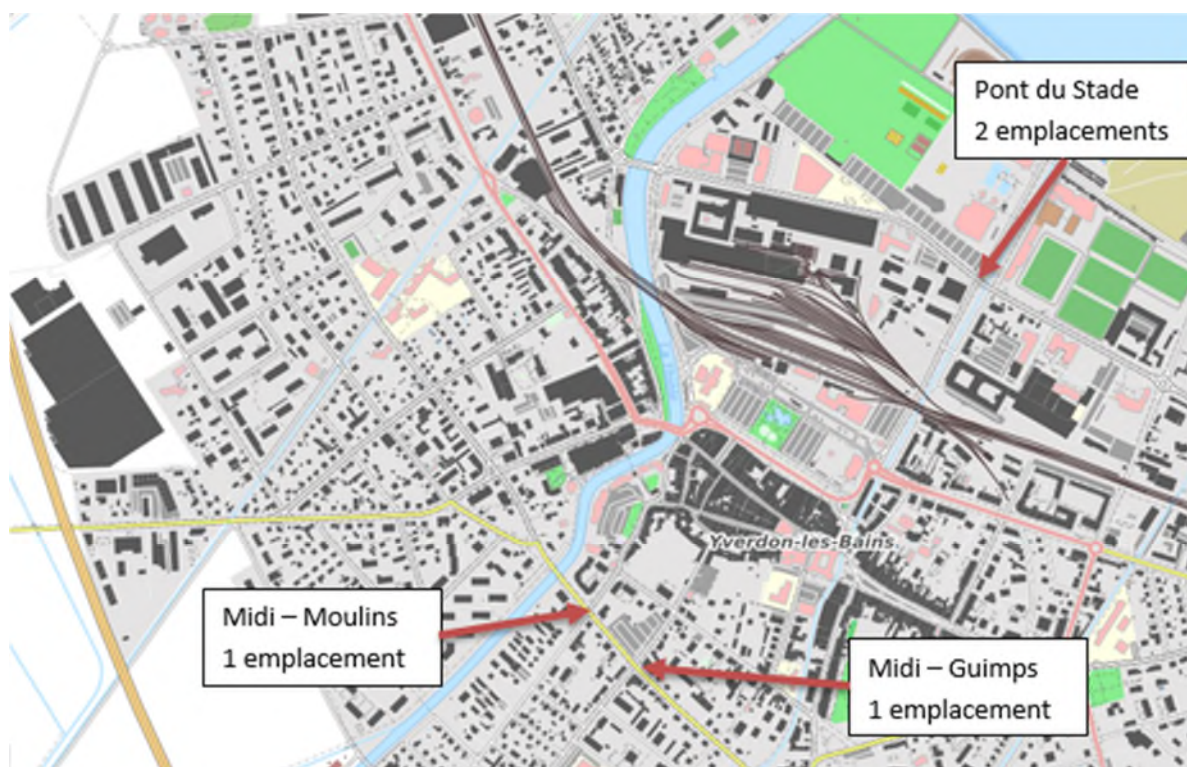 Pont du Stade
2 emplacements
Yverdon-les-Bains
Midi – Moulins
1 emplacement
Midi – Guimps
1 emplacement